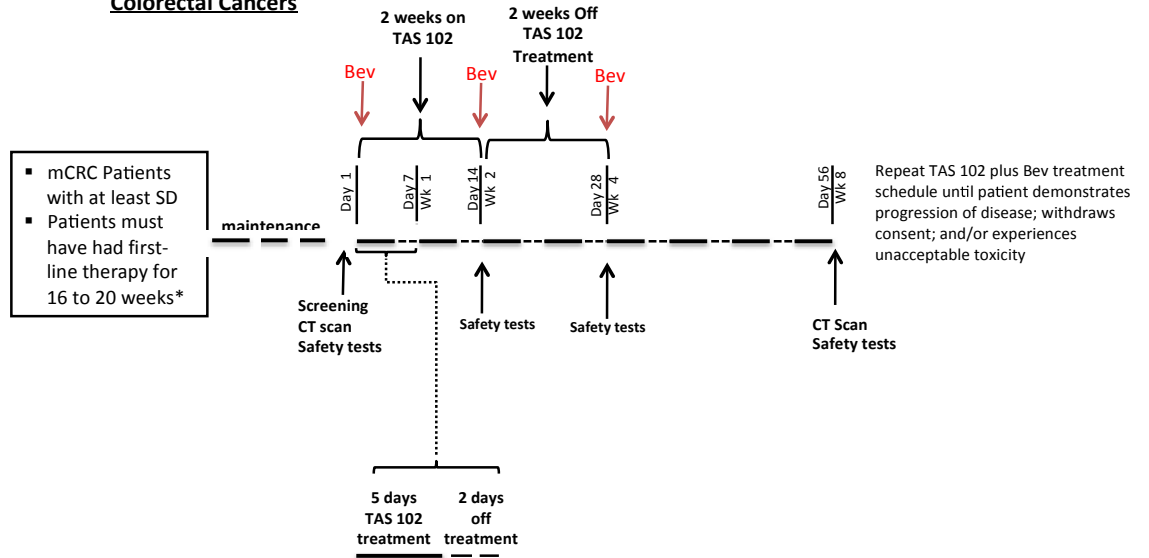 Colorectal Cancers
2 weeks on
TAS 102
2 weeks Off
TAS 102
Treatment
Bev
Bev
Bev
▪ mCRC Patients
with at least SD
▪ Patients must
have had first-
line therapy for
16 to 20 weeks*
maintenance
Day 1
Day 7
Wk 1
Day 14
Wk 2
Day 28
Wk 4
Day 56
Wk 8
Repeat TAS 102 plus Bev treatment
schedule until patient demonstrates
progression of disease; withdraws
consent; and/or experiences
unacceptable toxicity
Screening
CT scan
Safety tests
Safety tests
Safety tests
CT Scan
Safety tests
5 days
TAS 102
treatment
2 days
off
treatment